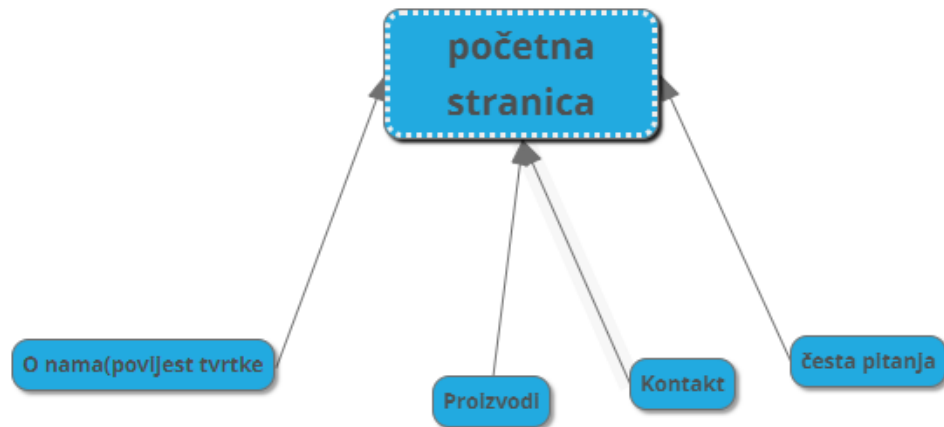 početna
stranica
O nama(povijest tvrtke
Proizvodi
Kontakt
česta pitanja